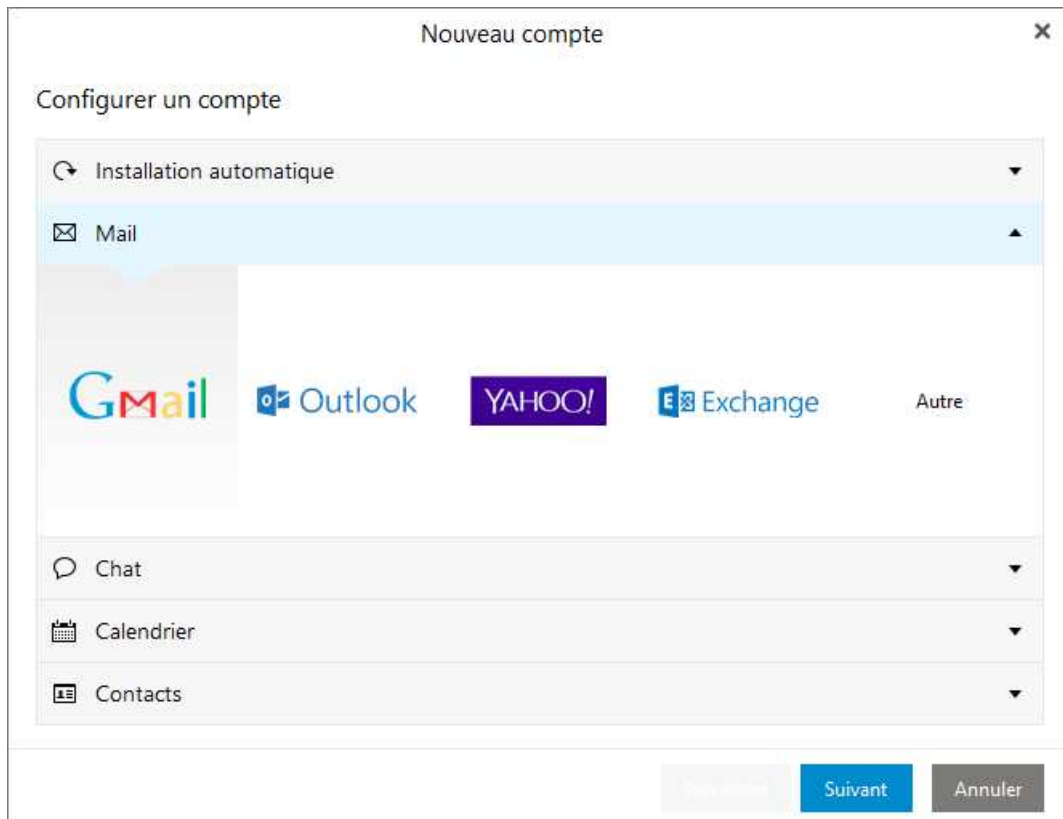 Nouveau compte
Configurer un compte
Installation automatique
Mail
Gmail
Outlook
YAHOO!
Exchange
Autre
Chat
Calendrier
Contacts
Suivant
Annuler